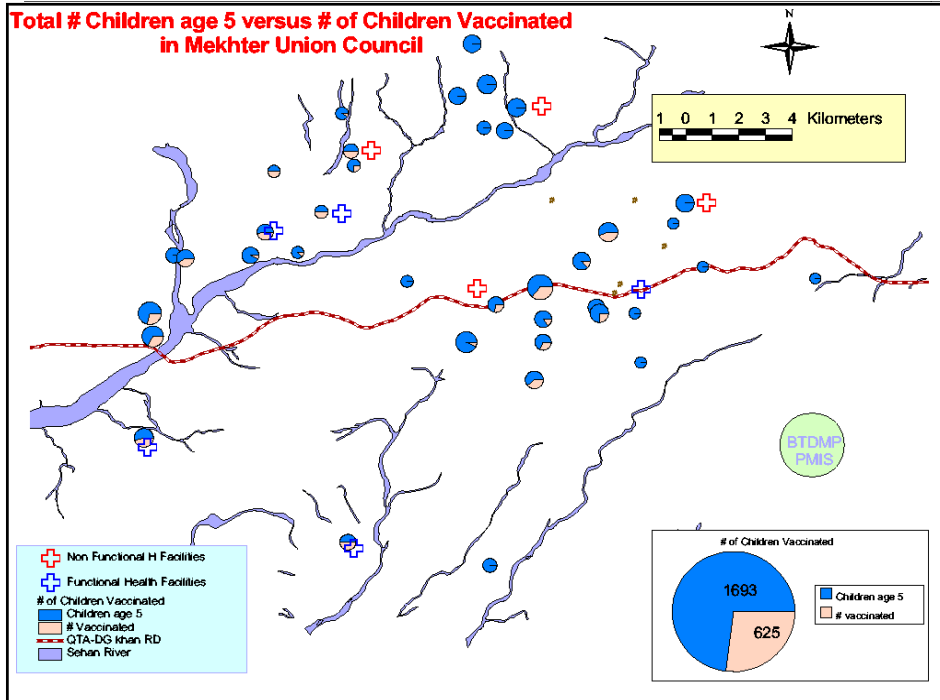 Total # Children age 5 versus # of Children Vaccinated
in Mekhter Union Council
N
1 0 1 2 3 4 Kilometers
BTDMP
PMIS
Non Functional H Facilities
Functional Health Facilities
# of Children Vaccinated
Children age 5
# Vaccinated
QTA-DG khan RD
Sehan River
# of Children Vaccinated
1693
625
Children age 5
# vaccinated